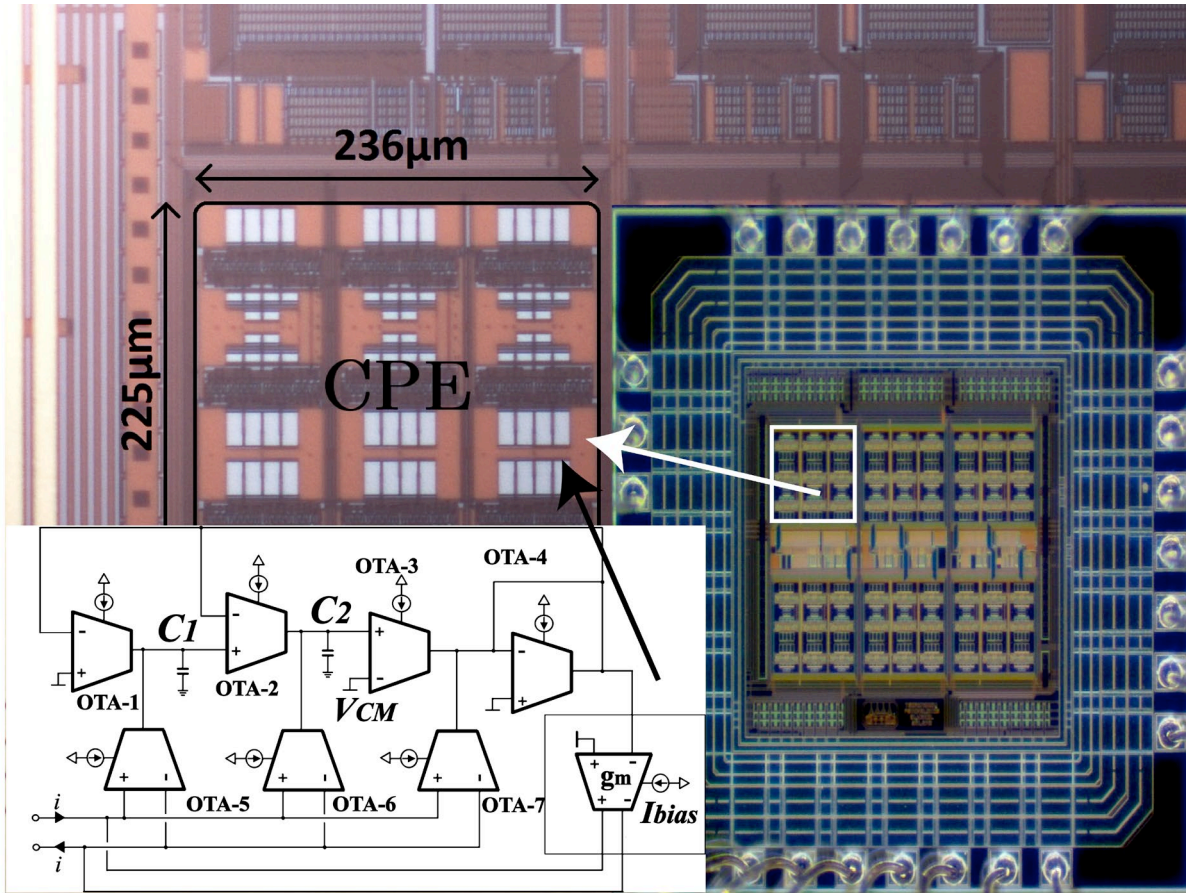 236µm
225µm
CPE
OTA-3
OTA-4
C1
C2
OTA-1
OTA-2
VCM
OTA-5
OTA-6
OTA-7
gm
Ibias
i
i